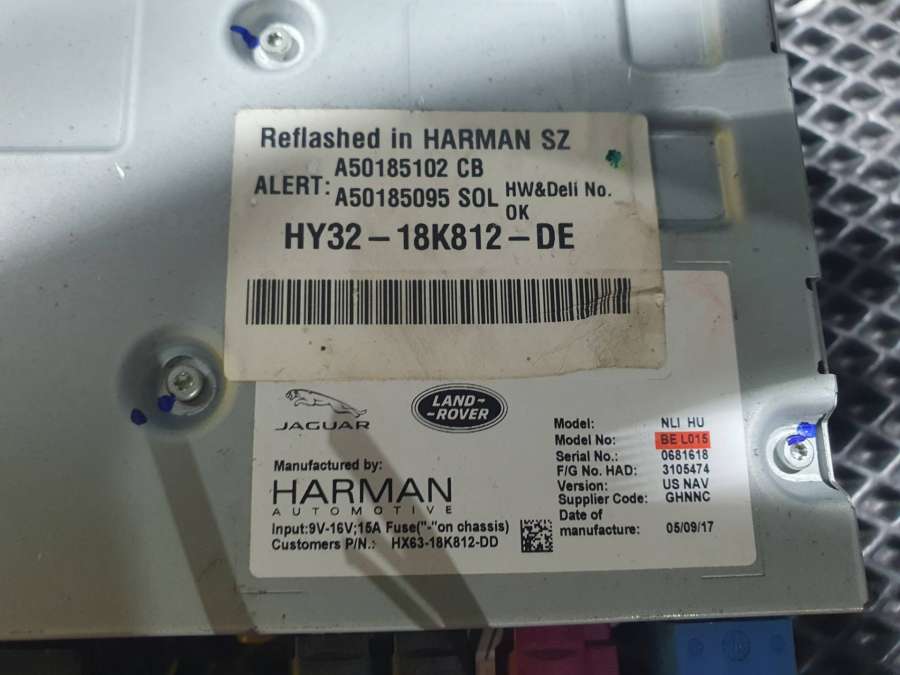 Reflashed in HARMAN SZ
ALERT: A50185102 CB
A50185095 SOL HW&Deli No. OK
HY32-18K812-DE
JAGUAR
LAND-
-ROVER
Manufactured by:
HARMAN
AUTOMOTIVE
Input:9V-16V;15A Fuse("-"on chassis)
Customers P/N.: HX63-18K812-DD
Model: NLI HU
Model No: BE L015
Serial No.: 0681618
F/G No. HAD: 3105474
Version: US NAV
Supplier Code: GHNNC
Date of
manufacture: 05/09/17